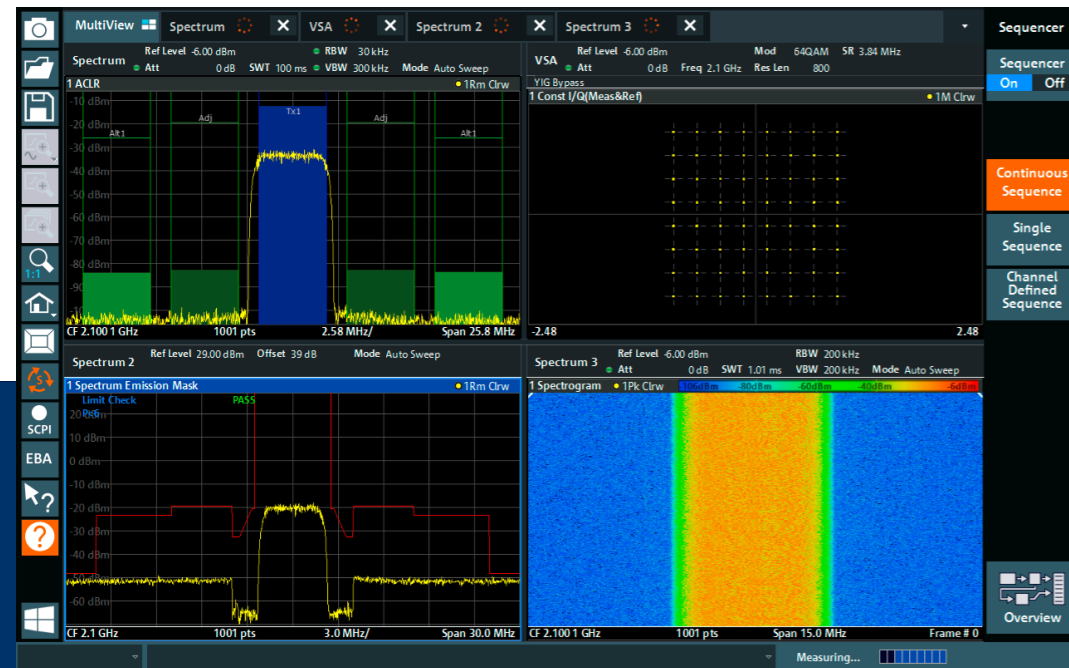 MultiView Spectrum VSA Spectrum 2 Spectrum 3 Sequencer
Spectrum
Ref Level -6.00 dBm RBW 30 kHz
Att 0 dB SWT 100 ms VBW 300 kHz Mode Auto Sweep
1 ACLR 1Rm Clrw
-10 dBm
-20 dBm
-30 dBm
-40 dBm
-50 dBm
-60 dBm
-70 dBm
-80 dBm
-90
Alt1 Adj Tx1 Adj Alt1
CF 2.100 1 GHz 1001 pts 2.58 MHz/ Span 25.8 MHz
VSA
Ref Level -6.00 dBm Mod 64QAM SR 3.84 MHz
Att 0 dB Freq 2.1 GHz Res Len 800
YIG Bypass
1 Const I/Q(Meas&Ref) 1M Clrw
-2.48 2.48
Spectrum 2
Ref Level 29.00 dBm Offset 39 dB Mode Auto Sweep
1 Spectrum Emission Mask 1Rm Clrw
Limit Check PASS
10 dBm
0 dBm
-10 dBm
-20 dBm
-30 dBm
-40 dBm
-60 dBm
CF 2.1 GHz 1001 pts 3.0 MHz/ Span 30.0 MHz
Spectrum 3
Ref Level -6.00 dBm RBW 200 kHz
Att 0 dB SWT 1.01 ms VBW 200 kHz Mode Auto Sweep
1 Spectrogram 1Pk Clrw -106dBm -80dBm -60dBm -40dBm -6dBm
CF 2.100 1 GHz 1001 pts Span 15.0 MHz Frame # 0
1:1
SCPI
EBA
Sequencer
On Off
Continuous
Sequence
Single
Sequence
Channel
Defined
Sequence
Overview
Measuring...